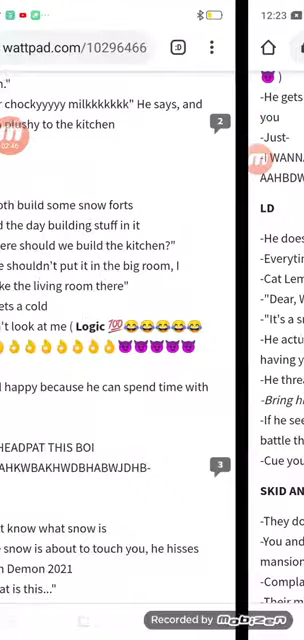 wattpad.com/10296466
:D
."
r chockyyyyy milkkkkkkk" He says, and
plushy to the kitchen
2
02:46
oth build some snow forts
d the day building stuff in it
ere should we build the kitchen?"
e shouldn't put it in the big room, I
ke the living room there"
ets a cold
n't look at me ( Logic 💯😂😂😂😂😂
👌👌👌👌👌👌👌👌😈😈😈😈😈
l happy because he can spend time with
HEADPAT THIS BOI
AHKWBAKHWDBHABWJDHB-
3
t know what snow is
e snow is about to touch you, he hisses
n Demon 2021
at is this..."
12:23
😈 )
-He gets
you
-Just-
-I WANN
AAHBDW
LD
-He does
-Everytin
-Cat Lem
-"Dear, W
-"It's a sn
-He actu
having y
-He threa
-Bring hi
-If he see
battle th
-Cue you
SKID AN
-They do
-You and
mansion
-Compla
-Their m
Recorded by Mobizen